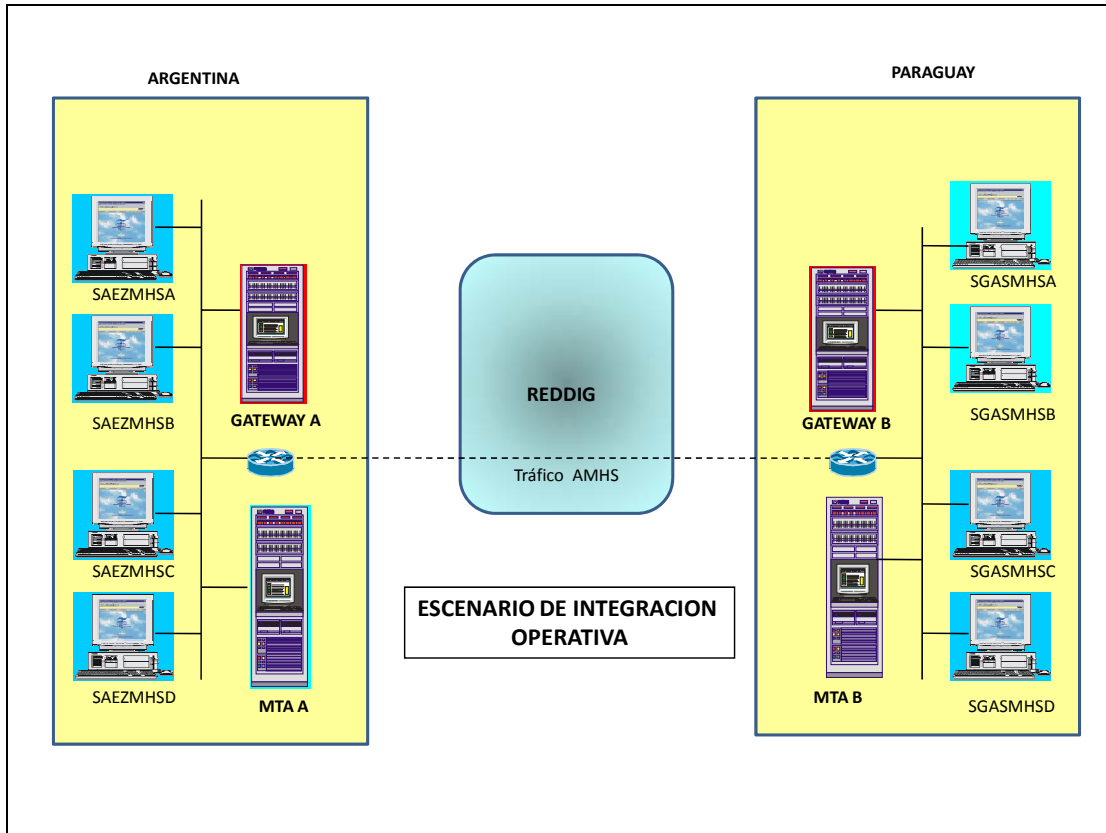 ARGENTINA
PARAGUAY
SAEZMHSA
SAEZMHSB
GATEWAY A
SAEZMHSC
SAEZMHSD
MTA A
REDDIG
Tráfico AMHS
ESCENARIO DE INTEGRACION
OPERATIVA
SGASMHSA
SGASMHSB
GATEWAY B
SGASMHSC
MTA B
SGASMHSD